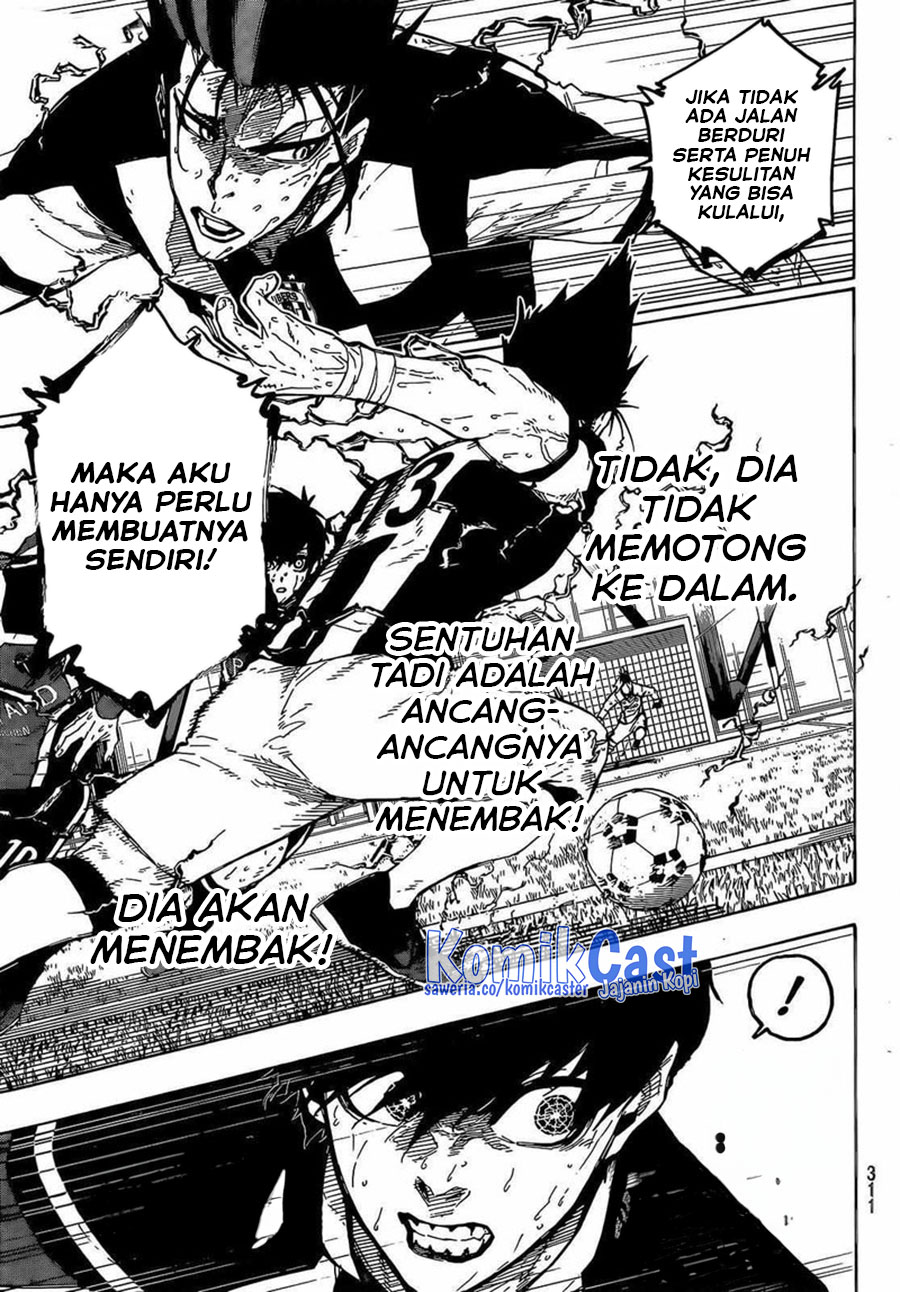 JIKA TIDAK
ADA JALAN
BERDURI
SERTA PENUH
KESULITAN
YANG BISA
KULALUI,
MAKA AKU
HANYA PERLU
MEMBUATNYA
SENDIRI!
13
TIDAK, DIA
TIDAK
MEMOTONG
KE DALAM.
SENTUHAN
TADI ADALAH
ANCANG-
ANCANGNYA
UNTUK
MENEMBAK!
DIA AKAN
MENEMBAK!
KomikCast
saweria.co/komikcaster Jajanin Kopi
!
311